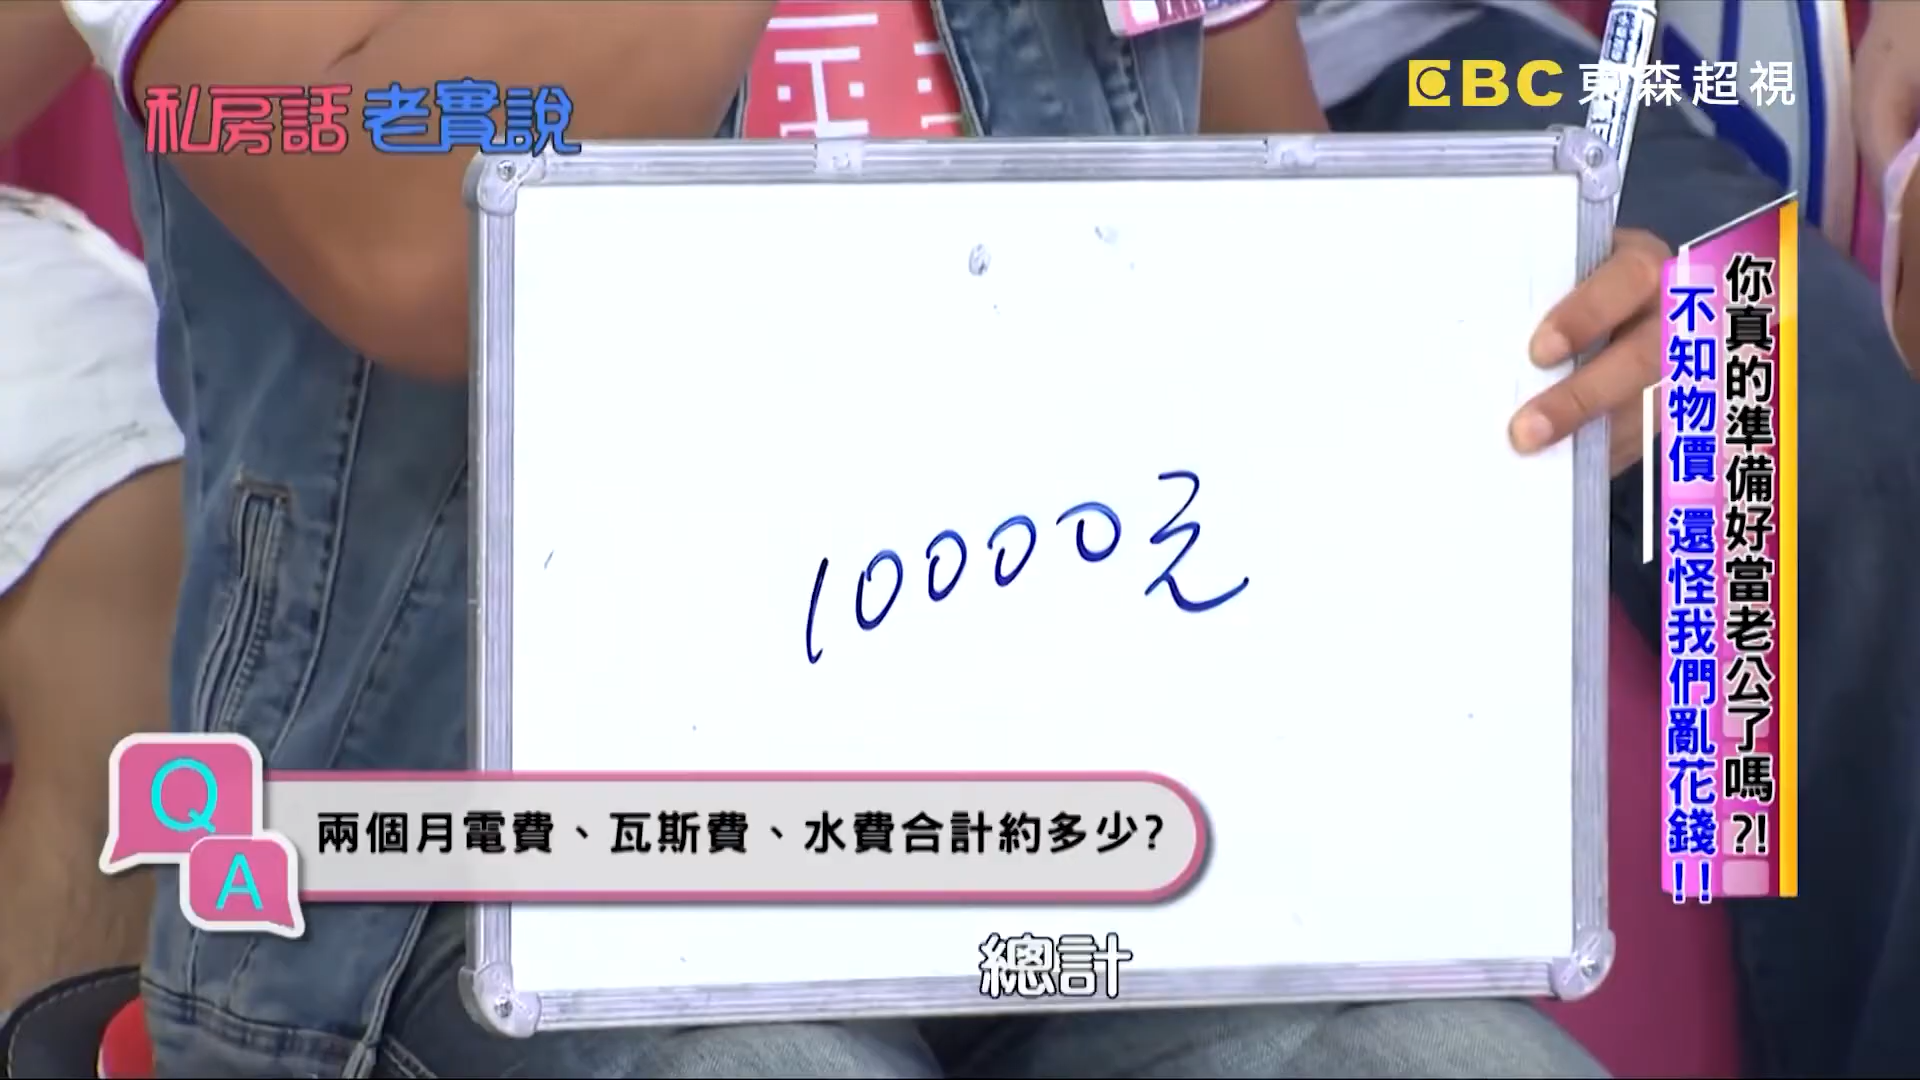 私房話 老實說
EBC 東森超視
你真的準備好當老公了嗎?!
不知物價 還怪我們亂花錢!!
10000元
Q
A
兩個月電費、瓦斯費、水費合計約多少?
總計